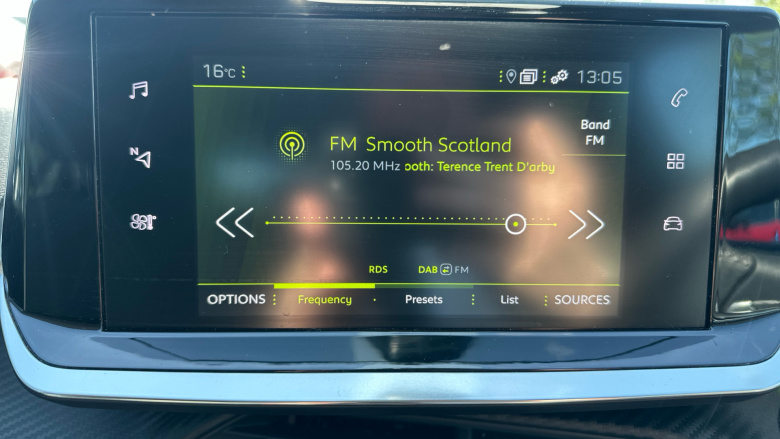 16°C
13:05
FM Smooth Scotland
Band
FM
105.20 MHz ooth: Terence Trent D'arby
N
RDS DAB FM
OPTIONS Frequency Presets List SOURCES